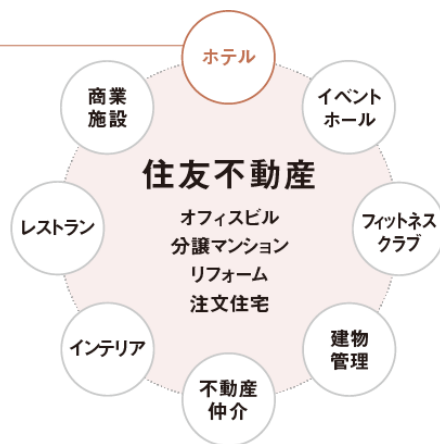 ホテル
商業
施設
イベント
ホール
住友不動産
オフィスビル
分譲マンション
リフォーム
注文住宅
レストラン
フィットネス
クラブ
インテリア
建物
管理
不動産
仲介